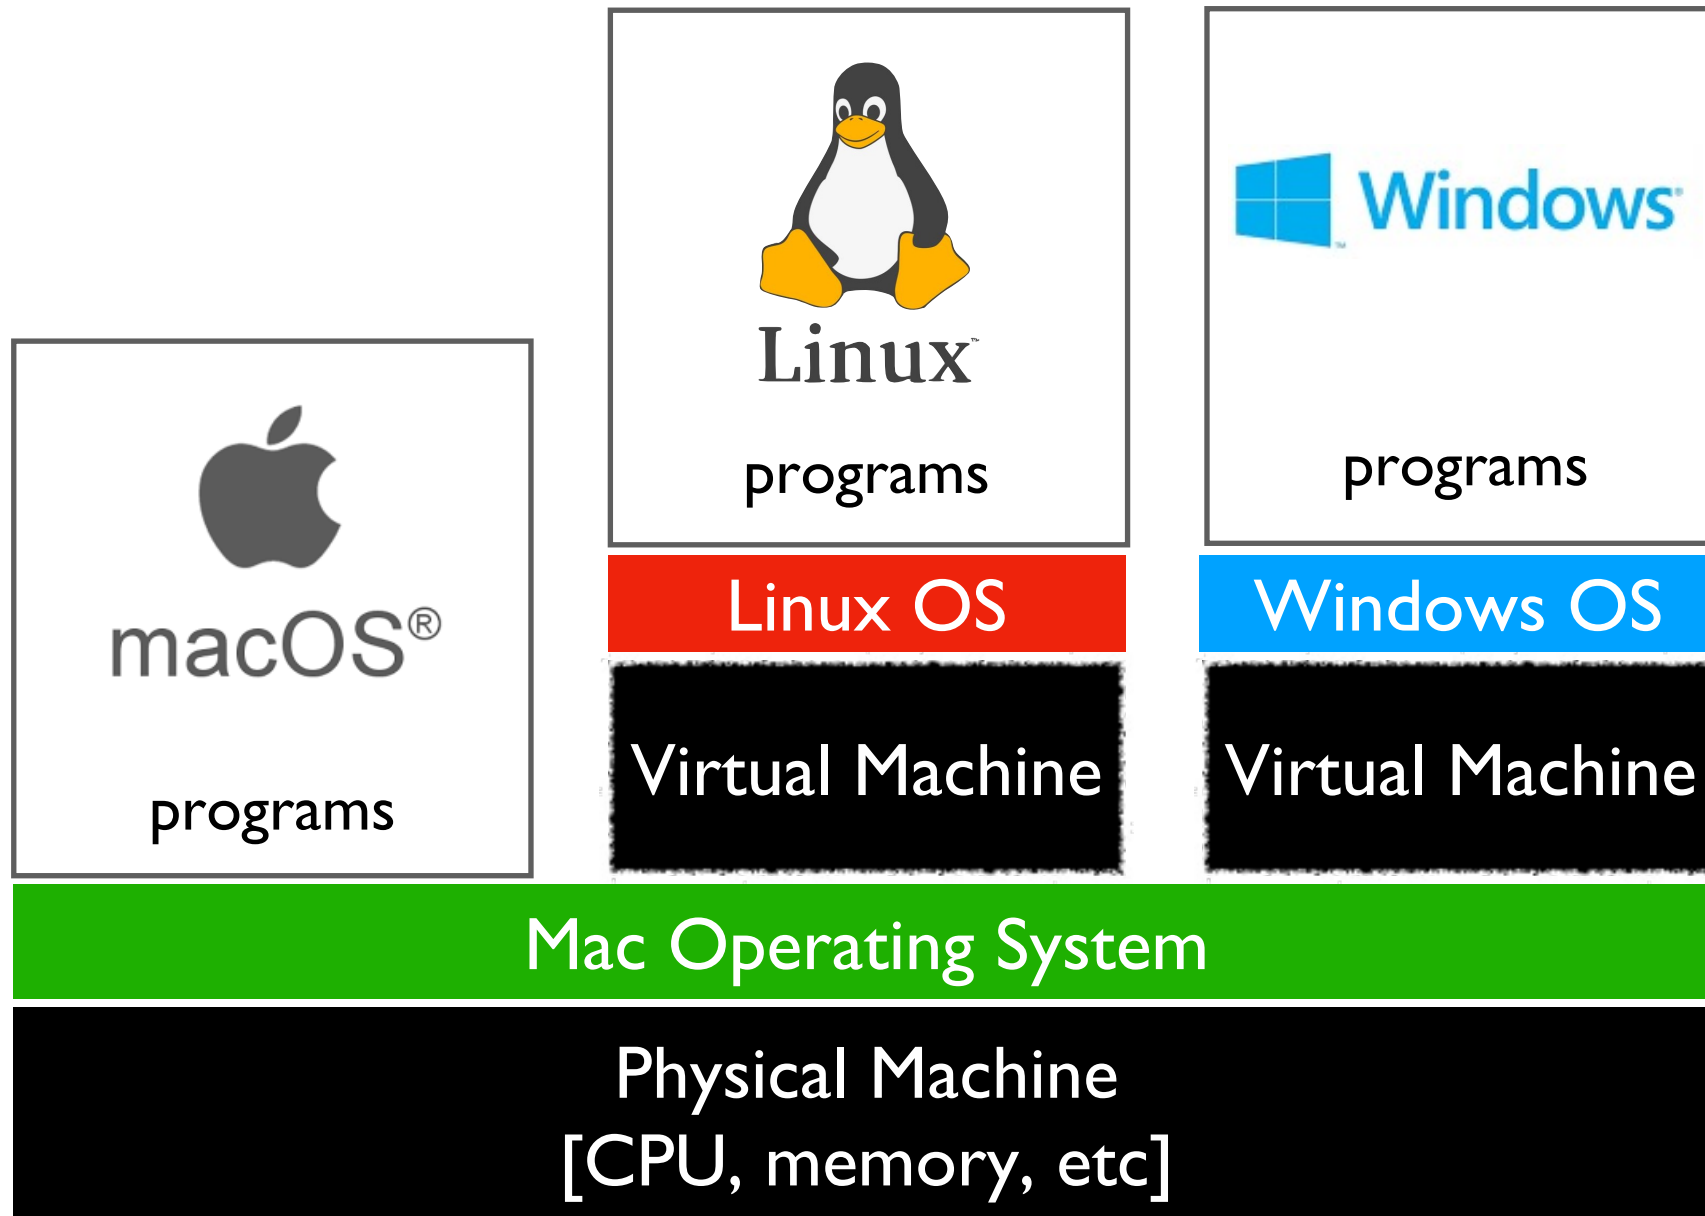 Linux™
programs
Windows®
programs
macOS®
programs
Linux OS
Windows OS
Virtual Machine
Virtual Machine
Mac Operating System
Physical Machine
[CPU, memory, etc]